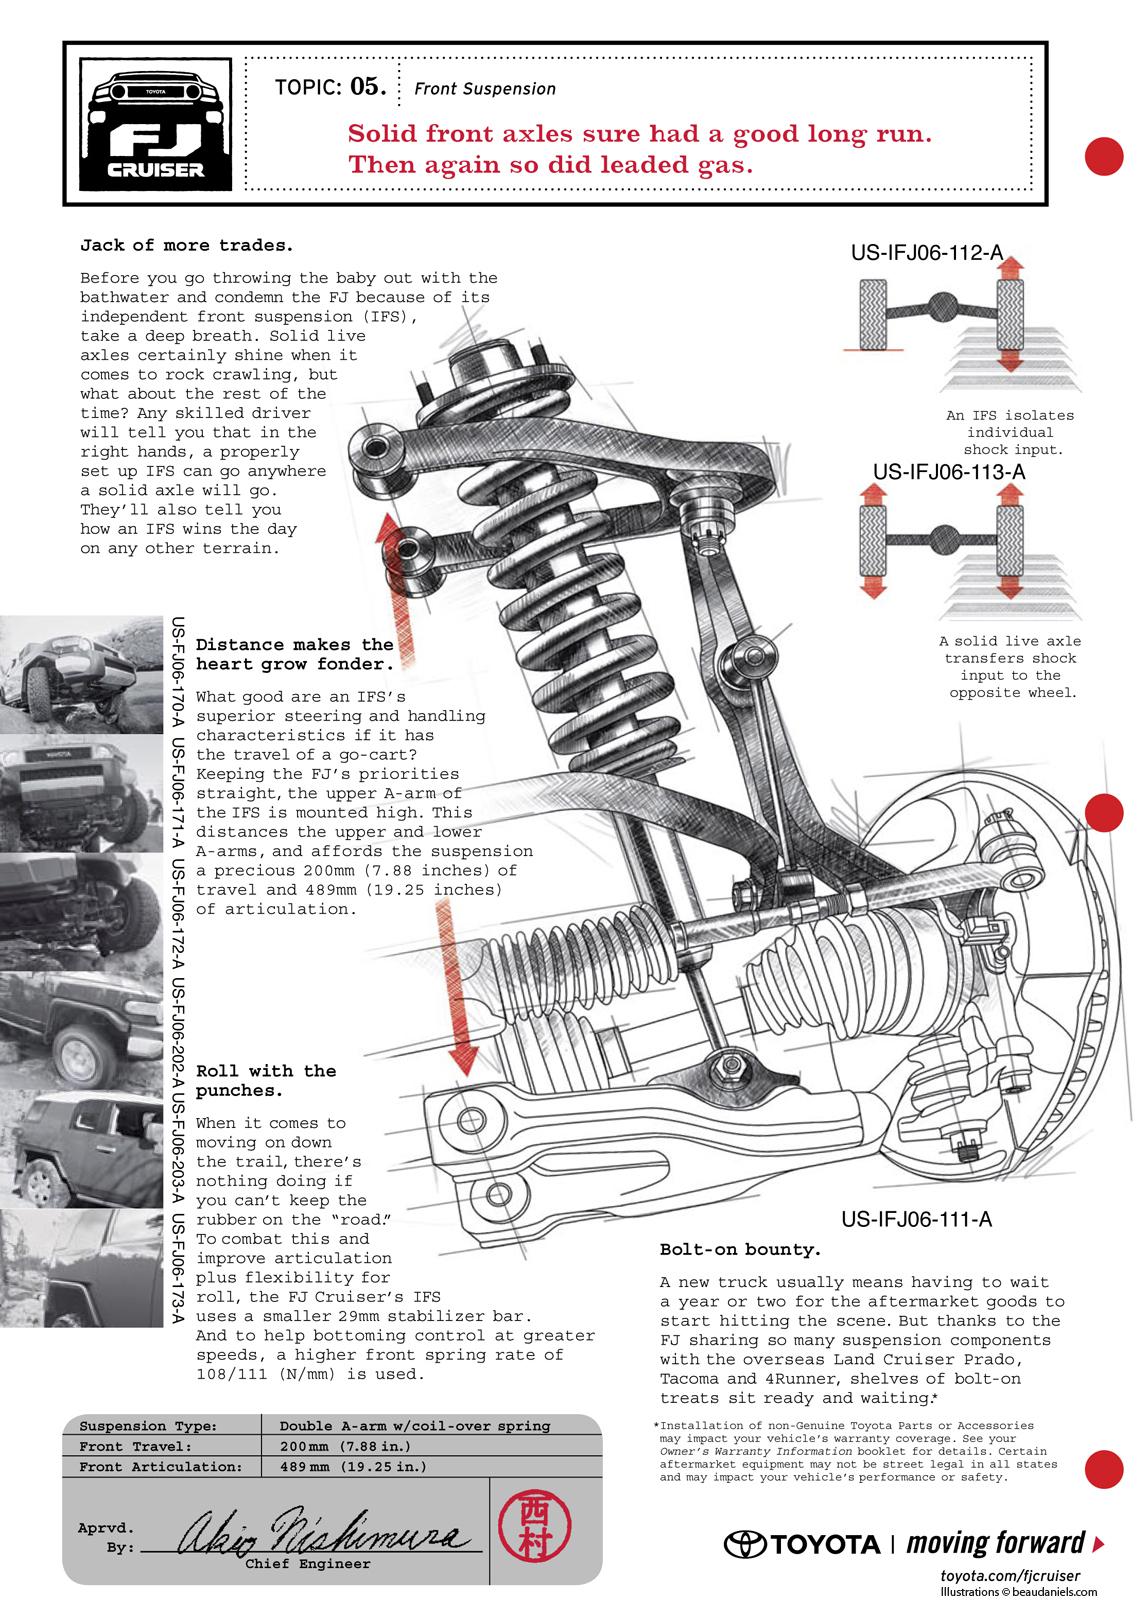 TOYOTA
FJ
CRUISER
TOPIC: 05. Front Suspension
Solid front axles sure had a good long run.
Then again so did leaded gas.
Jack of more trades.
Before you go throwing the baby out with the
bathwater and condemn the FJ because of its
independent front suspension (IFS),
take a deep breath. Solid live
axles certainly shine when it
comes to rock crawling, but
what about the rest of the
time? Any skilled driver
will tell you that in the
right hands, a properly
set up IFS can go anywhere
a solid axle will go.
They'll also tell you
how an IFS wins the day
on any other terrain.
US-IFJ06-112-A
An IFS isolates
individual
shock input.
US-IFJ06-113-A
A solid live axle
transfers shock
input to the
opposite wheel.
US-FJ06-170-A US-FJ06-171-A US-FJ06-172-A US-FJ06-202-A US-FJ06-203-A US-FJ06-173-A
Distance makes the
heart grow fonder.
What good are an IFS's
superior steering and handling
characteristics if it has
the travel of a go-cart?
Keeping the FJ's priorities
straight, the upper A-arm of
the IFS is mounted high. This
distances the upper and lower
A-arms, and affords the suspension
a precious 200mm (7.88 inches) of
travel and 489mm (19.25 inches)
of articulation.
Roll with the
punches.
When it comes to
moving on down
the trail, there's
nothing doing if
you can't keep the
rubber on the "road."
To combat this and
improve articulation
plus flexibility for
roll, the FJ Cruiser's IFS
uses a smaller 29mm stabilizer bar.
And to help bottoming control at greater
speeds, a higher front spring rate of
108/111 (N/mm) is used.
US-IFJ06-111-A
Bolt-on bounty.
A new truck usually means having to wait
a year or two for the aftermarket goods to
start hitting the scene. But thanks to the
FJ sharing so many suspension components
with the overseas Land Cruiser Prado,
Tacoma and 4Runner, shelves of bolt-on
treats sit ready and waiting.*
*Installation of non-Genuine Toyota Parts or Accessories
may impact your vehicle's warranty coverage. See your
Owner's Warranty Information booklet for details. Certain
aftermarket equipment may not be street legal in all states
and may impact your vehicle's performance or safety.
Suspension Type: Double A-arm w/coil-over spring
Front Travel: 200mm (7.88 in.)
Front Articulation: 489mm (19.25 in.)
Aprvd.
By: Akio Nishimura
Chief Engineer
西
村
TOYOTA | moving forward
toyota.com/fjcruiser
Illustrations © beaudaniels.com